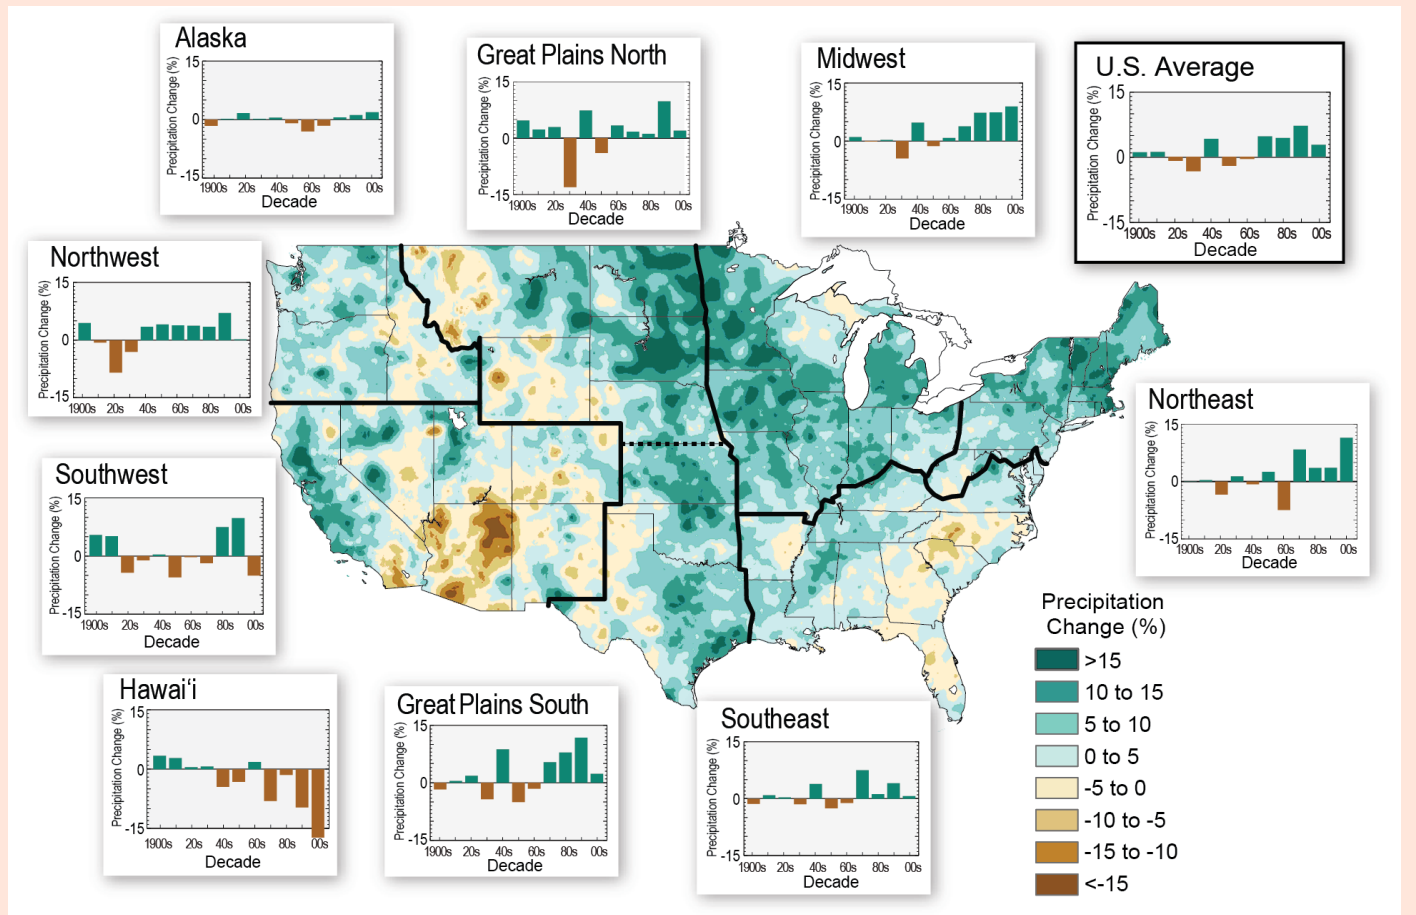 Alaska
15
0
-15
Precipitation Change (%)
1900s 20s 40s 60s 80s 00s
Decade
Great Plains North
15
0
-15
Precipitation Change (%)
1900s 20s 40s 60s 80s 00s
Decade
Midwest
15
0
-15
Precipitation Change (%)
1900s 20s 40s 60s 80s 00s
Decade
U.S. Average
15
0
-15
Precipitation Change (%)
1900s 20s 40s 60s 80s 00s
Decade
Northwest
15
0
-15
Precipitation Change (%)
1900s 20s 40s 60s 80s 00s
Decade
Northeast
15
0
-15
Precipitation Change (%)
1900s 20s 40s 60s 80s 00s
Decade
Southwest
15
0
-15
Precipitation Change (%)
1900s 20s 40s 60s 80s 00s
Decade
Hawaiʻi
15
0
-15
Precipitation Change (%)
1900s 20s 40s 60s 80s 00s
Decade
Great Plains South
15
0
-15
Precipitation Change (%)
1900s 20s 40s 60s 80s 00s
Decade
Southeast
15
0
-15
Precipitation Change (%)
1900s 20s 40s 60s 80s 00s
Decade
Precipitation
Change (%)
>15
10 to 15
5 to 10
0 to 5
-5 to 0
-10 to -5
-15 to -10
<-15